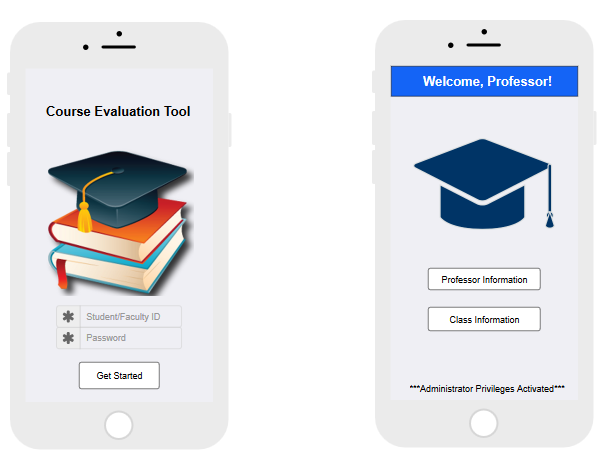 Course Evaluation Tool
Student/Faculty ID
Password
Get Started
Welcome, Professor!
Professor Information
Class Information
***Administrator Privileges Activated***